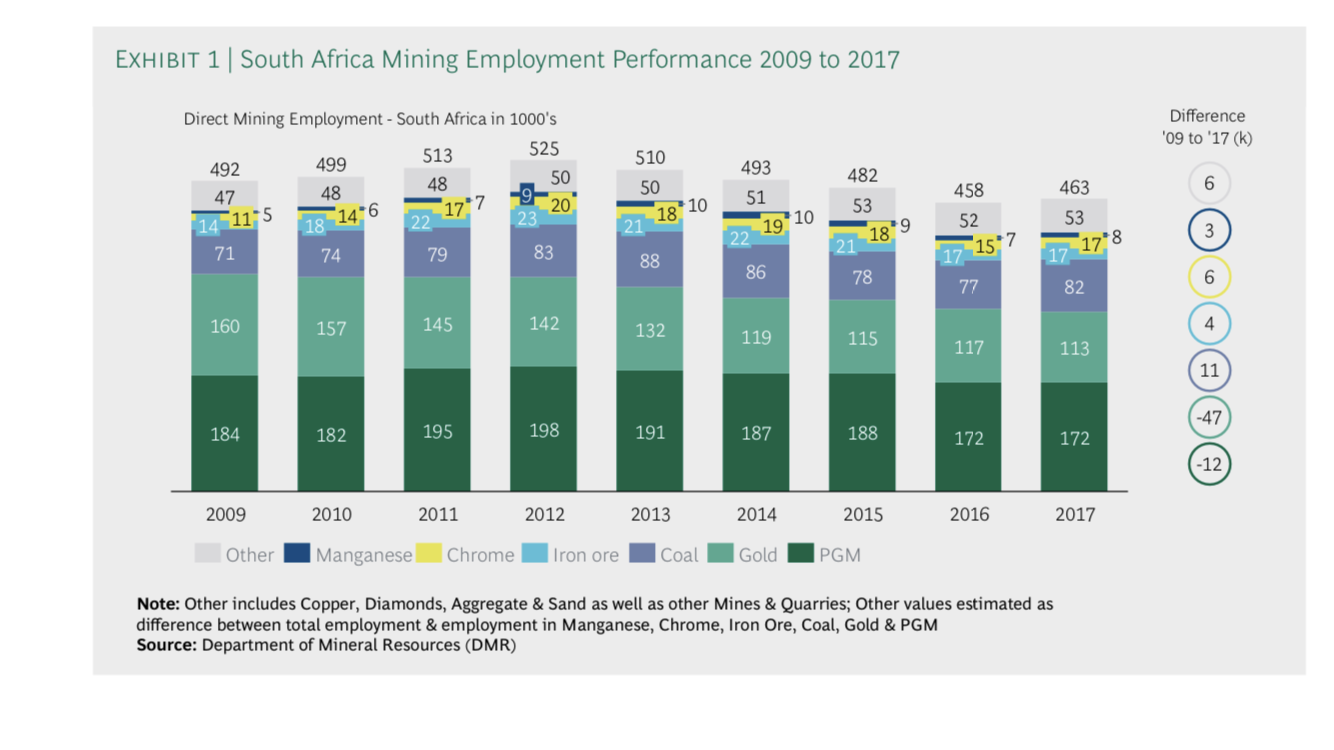 EXHIBIT 1 | South Africa Mining Employment Performance 2009 to 2017
Direct Mining Employment - South Africa in 1000's
Difference
'09 to '17 (k)
492 499 513 525 510 493 482 458 463
47 48 48 50 50 51 53 52 53
5 6 7 9 10 10 9 7 8
11 14 17 20 18 19 18 15 17
14 18 22 23 21 22 21 17 17
71 74 79 83 88 86 78 77 82
160 157 145 142 132 119 115 117 113
184 182 195 198 191 187 188 172 172
6
3
6
4
11
-47
-12
2009 2010 2011 2012 2013 2014 2015 2016 2017
Other Manganese Chrome Iron ore Coal Gold PGM
Note: Other includes Copper, Diamonds, Aggregate & Sand as well as other Mines & Quarries; Other values estimated as
difference between total employment & employment in Manganese, Chrome, Iron Ore, Coal, Gold & PGM
Source: Department of Mineral Resources (DMR)